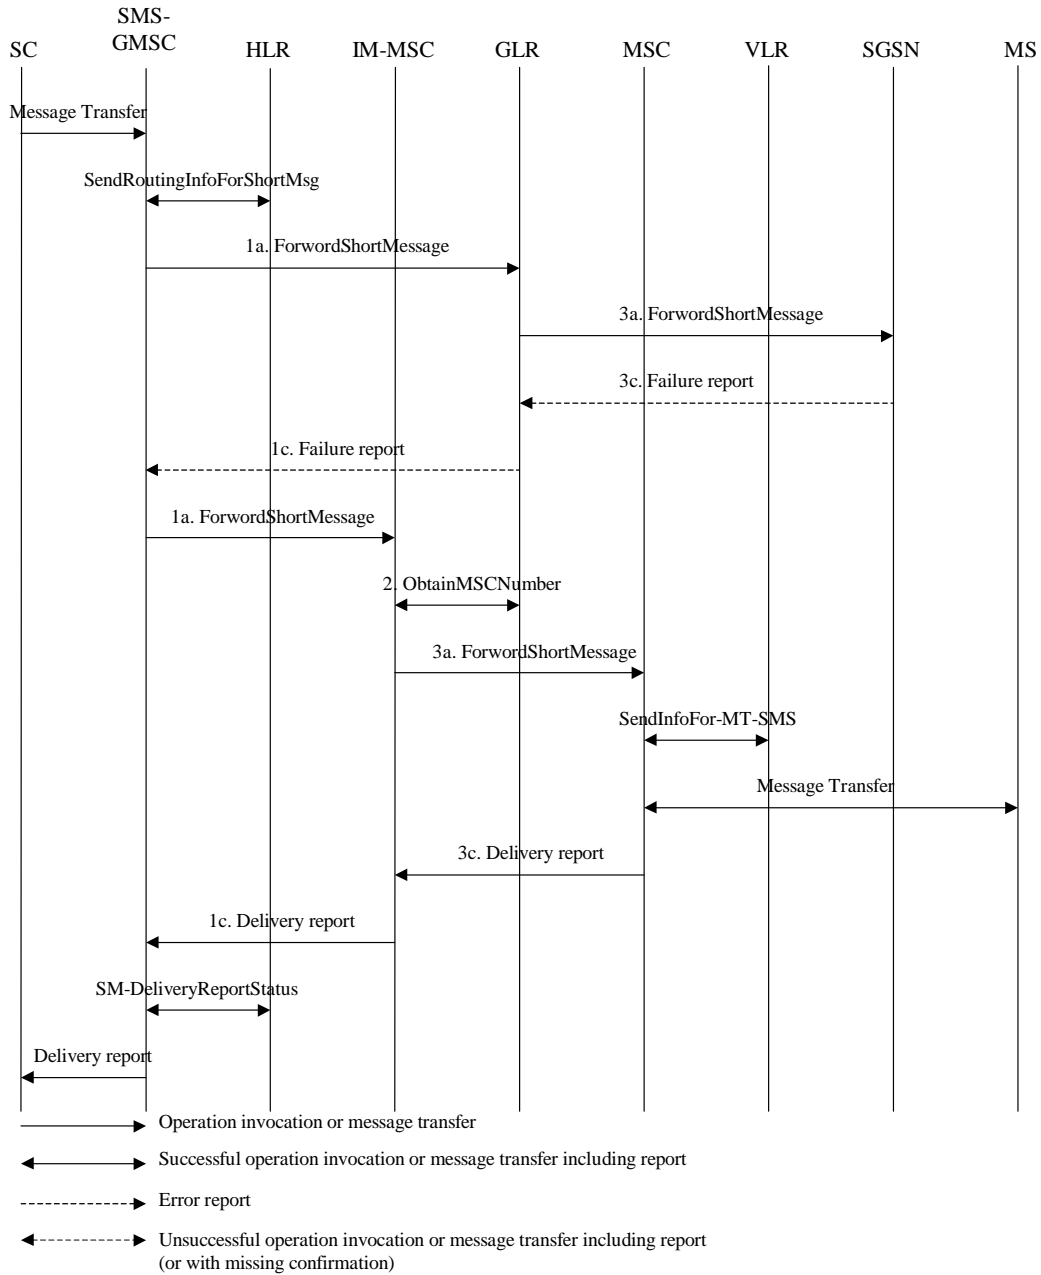 SMS-
GMSC
SC
HLR
IM-MSC
GLR
MSC
VLR
SGSN
MS
Message Transfer
SendRoutingInfoForShortMsg
1a. ForwordShortMessage
3a. ForwordShortMessage
3c. Failure report
1c. Failure report
1a. ForwordShortMessage
2. ObtainMSCNumber
3a. ForwordShortMessage
SendInfoFor-MT-SMS
Message Transfer
3c. Delivery report
1c. Delivery report
SM-DeliveryReportStatus
Delivery report
Operation invocation or message transfer
Successful operation invocation or message transfer including report
Error report
Unsuccessful operation invocation or message transfer including report
(or with missing confirmation)